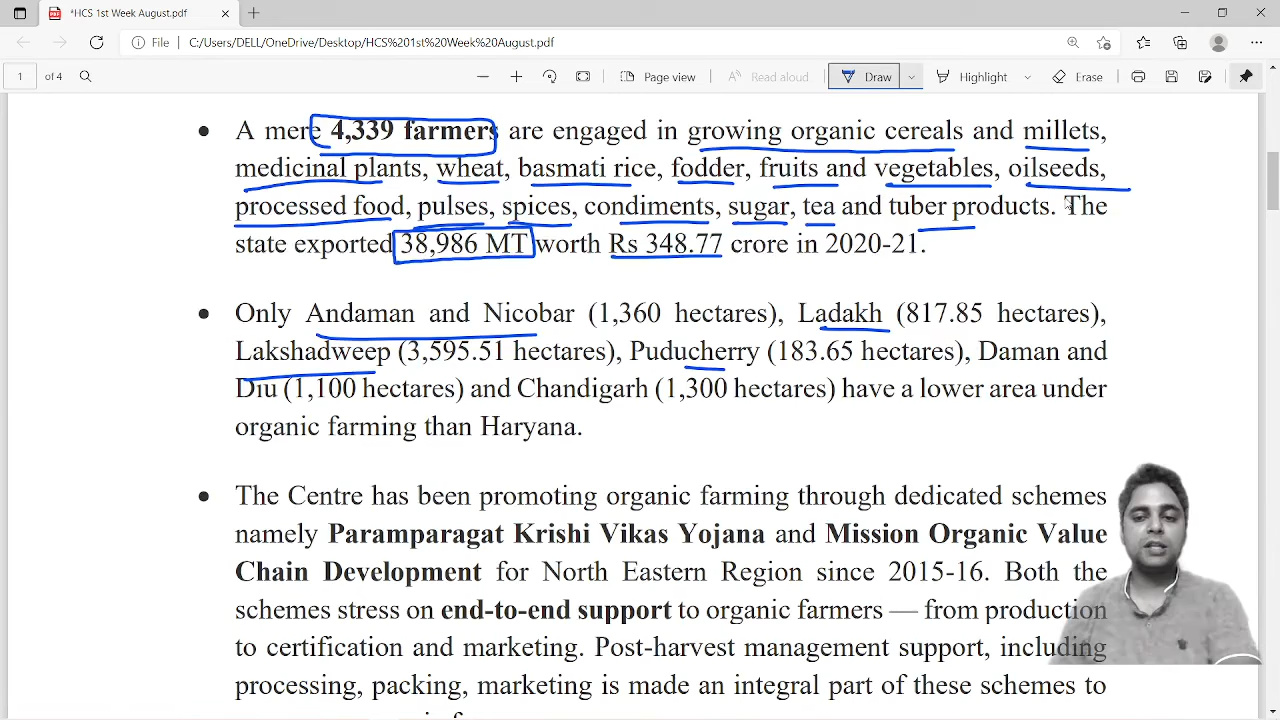 *HCS 1st Week August.pdf
File C:/Users/DELL/OneDrive/Desktop/HCS%201st%20Week%20August.pdf
1 of 4 Page view Read aloud Draw Highlight Erase
A mere 4,339 farmers are engaged in growing organic cereals and millets,
medicinal plants, wheat, basmati rice, fodder, fruits and vegetables, oilseeds,
processed food, pulses, spices, condiments, sugar, tea and tuber products. The
state exported 38,986 MT worth Rs 348.77 crore in 2020-21.
Only Andaman and Nicobar (1,360 hectares), Ladakh (817.85 hectares),
Lakshadweep (3,595.51 hectares), Puducherry (183.65 hectares), Daman and
Diu (1,100 hectares) and Chandigarh (1,300 hectares) have a lower area under
organic farming than Haryana.
The Centre has been promoting organic farming through dedicated schemes
namely Paramparagat Krishi Vikas Yojana and Mission Organic Value
Chain Development for North Eastern Region since 2015-16. Both the
schemes stress on end-to-end support to organic farmers — from production
to certification and marketing. Post-harvest management support, including
processing, packing, marketing is made an integral part of these schemes to